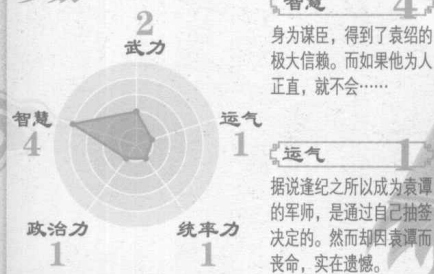 2
武力
智慧
4
运气
1
政治力
1
统率力
1
智慧 4
身为谋臣，得到了袁绍的
极大信赖。而如果他为人
正直，就不会……
运气 1
据说逢纪之所以成为袁谭
的军师，是通过自己抽签
决定的。然而却因袁谭而
丧命，实在遗憾。